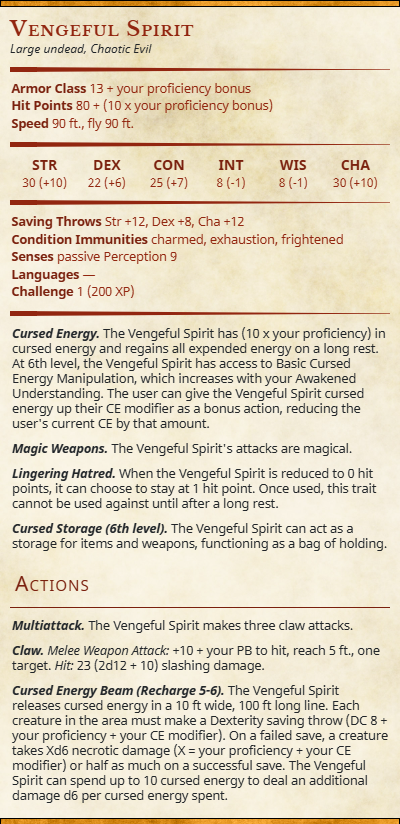 Vengeful Spirit
Large undead, Chaotic Evil
Armor Class 13 + your proficiency bonus
Hit Points 80 + (10 x your proficiency bonus)
Speed 90 ft., fly 90 ft.
STR DEX CON INT WIS CHA
30 (+10) 22 (+6) 25 (+7) 8 (-1) 8 (-1) 30 (+10)
Saving Throws Str +12, Dex +8, Cha +12
Condition Immunities charmed, exhaustion, frightened
Senses passive Perception 9
Languages —
Challenge 1 (200 XP)
Cursed Energy. The Vengeful Spirit has (10 x your proficiency) in
cursed energy and regains all expended energy on a long rest.
At 6th level, the Vengeful Spirit has access to Basic Cursed
Energy Manipulation, which increases with your Awakened
Understanding. The user can give the Vengeful Spirit cursed
energy up their CE modifier as a bonus action, reducing the
user's current CE by that amount.
Magic Weapons. The Vengeful Spirit's attacks are magical.
Lingering Hatred. When the Vengeful Spirit is reduced to 0 hit
points, it can choose to stay at 1 hit point. Once used, this trait
cannot be used against until after a long rest.
Cursed Storage (6th level). The Vengeful Spirit can act as a
storage for items and weapons, functioning as a bag of holding.
Actions
Multiattack. The Vengeful Spirit makes three claw attacks.
Claw. Melee Weapon Attack: +10 + your PB to hit, reach 5 ft., one
target. Hit: 23 (2d12 + 10) slashing damage.
Cursed Energy Beam (Recharge 5-6). The Vengeful Spirit
releases cursed energy in a 10 ft wide, 100 ft long line. Each
creature in the area must make a Dexterity saving throw (DC 8 +
your proficiency + your CE modifier). On a failed save, a creature
takes Xd6 necrotic damage (X = your proficiency + your CE
modifier) or half as much on a successful save. The Vengeful
Spirit can spend up to 10 cursed energy to deal an additional
damage d6 per cursed energy spent.